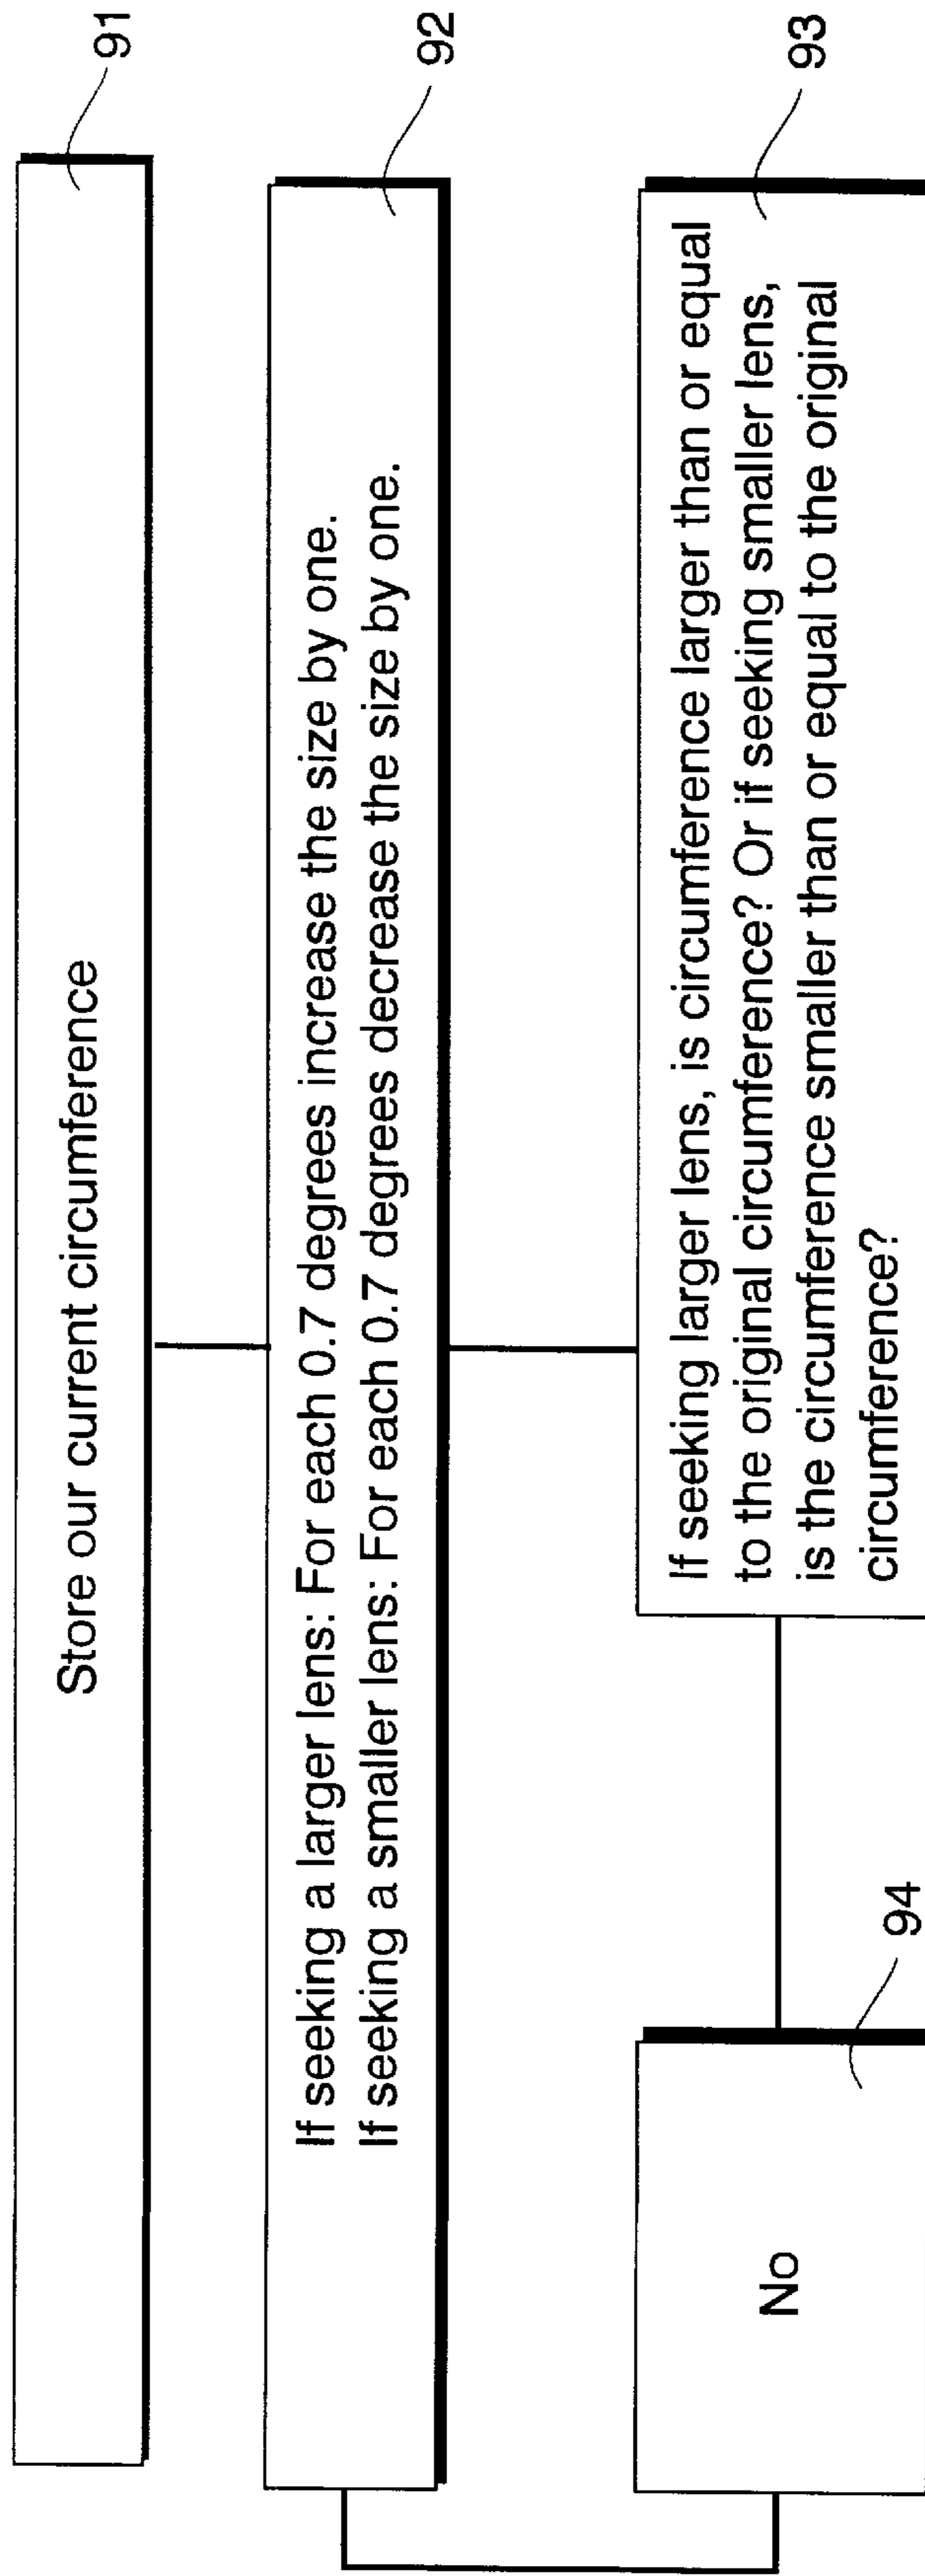 Store our current circumference
91
If seeking a larger lens: For each 0.7 degrees increase the size by one.
If seeking a smaller lens: For each 0.7 degrees decrease the size by one.
92
If seeking larger lens, is circumference larger than or equal
to the original circumference? Or if seeking smaller lens,
is the circumference smaller than or equal to the original
circumference?
93
No
94